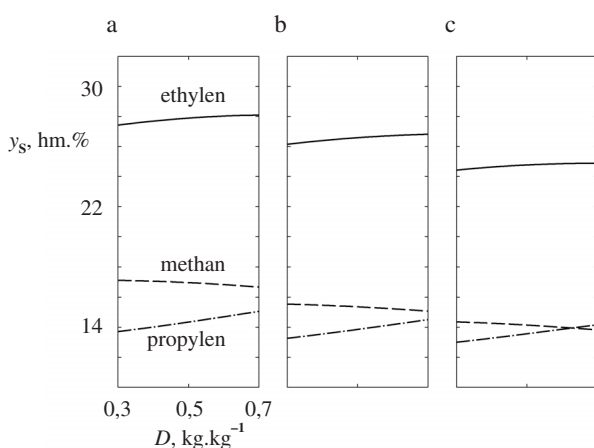 a b c
30
ethylen
y_s, hm.%
22
methan
14
propylen
0,3 0,5 0,7
D, kg.kg⁻¹